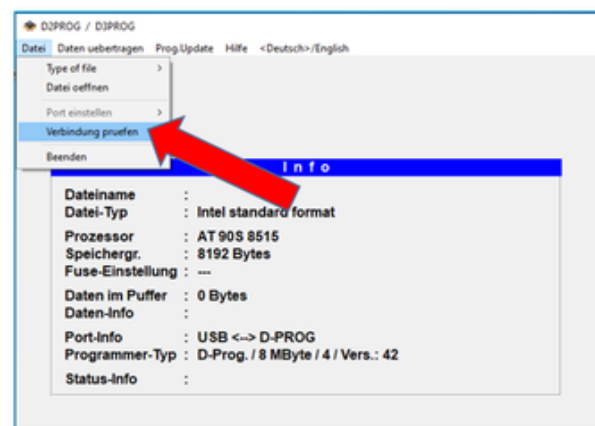 D2PROG / D3PROG
Datei Daten uebertragen Prog.Update Hilfe <Deutsch>/English
Type of file >
Datei oeffnen
Port einstellen >
Verbindung pruefen
Beenden
Info
Dateiname :
Datei-Typ : Intel standard format
Prozessor : AT 90S 8515
Speichergr. : 8192 Bytes
Fuse-Einstellung : ---
Daten im Puffer : 0 Bytes
Daten-Info :
Port-Info : USB <--> D-PROG
Programmer-Typ : D-Prog. / 8 MByte / 4 / Vers.: 42
Status-Info :